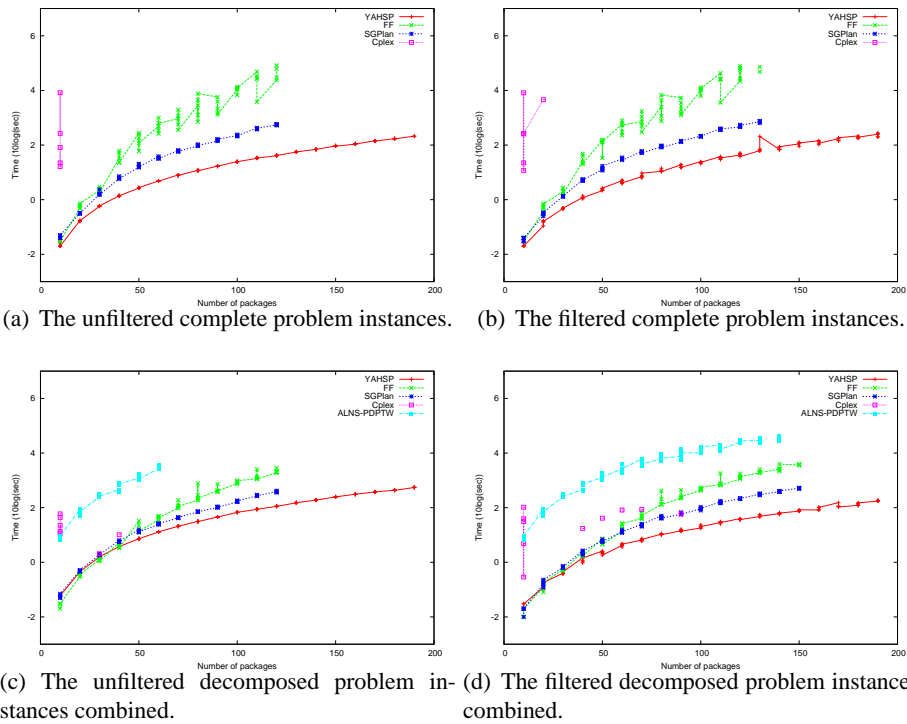 YAHSP
FF
SGPlan
Cplex
6
4
2
0
-2
Time (10log(sec)
0 50 100 150 200
Number of packages
(a) The unfiltered complete problem instances.
YAHSP
FF
SGPlan
Cplex
6
4
2
0
-2
Time (10log(sec)
0 50 100 150 200
Number of packages
(b) The filtered complete problem instances.
YAHSP
FF
SGPlan
Cplex
ALNS-PDPTW
6
4
2
0
-2
Time (10log(sec)
0 50 100 150 200
Number of packages
(c) The unfiltered decomposed problem in-
stances combined.
YAHSP
FF
SGPlan
Cplex
ALNS-PDPTW
6
4
2
0
-2
Time (10log(sec)
0 50 100 150 200
Number of packages
(d) The filtered decomposed problem instance
combined.